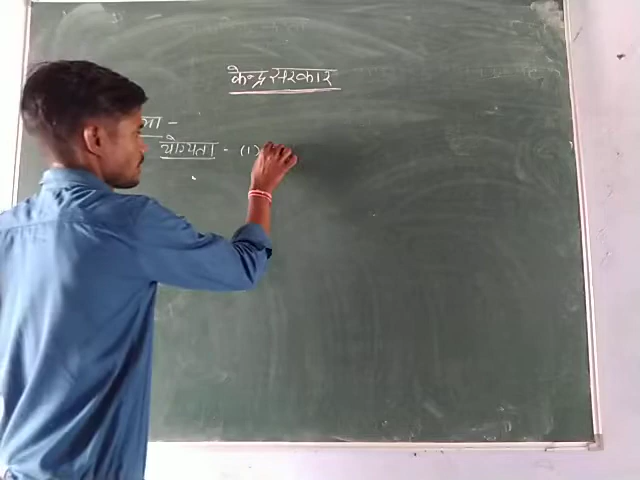 केन्द्र सरकार
योग्यता - (1)